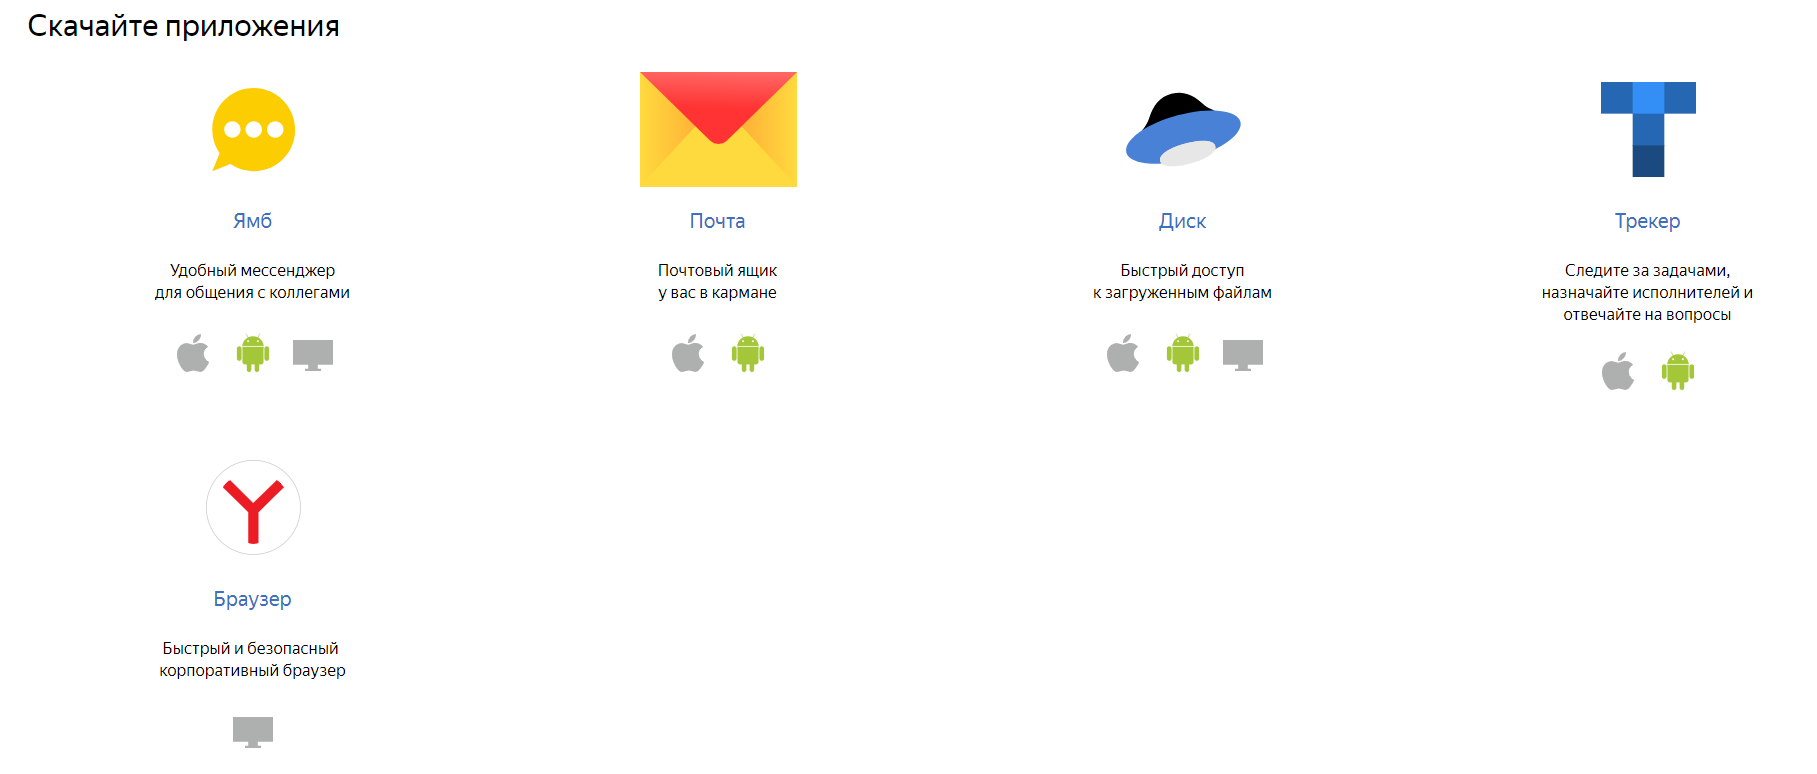 Скачайте приложения
Ямб
Удобный мессенджер
для общения с коллегами
Почта
Почтовый ящик
у вас в кармане
Диск
Быстрый доступ
к загруженным файлам
Трекер
Следите за задачами,
назначайте исполнителей и
отвечайте на вопросы
Браузер
Быстрый и безопасный
корпоративный браузер